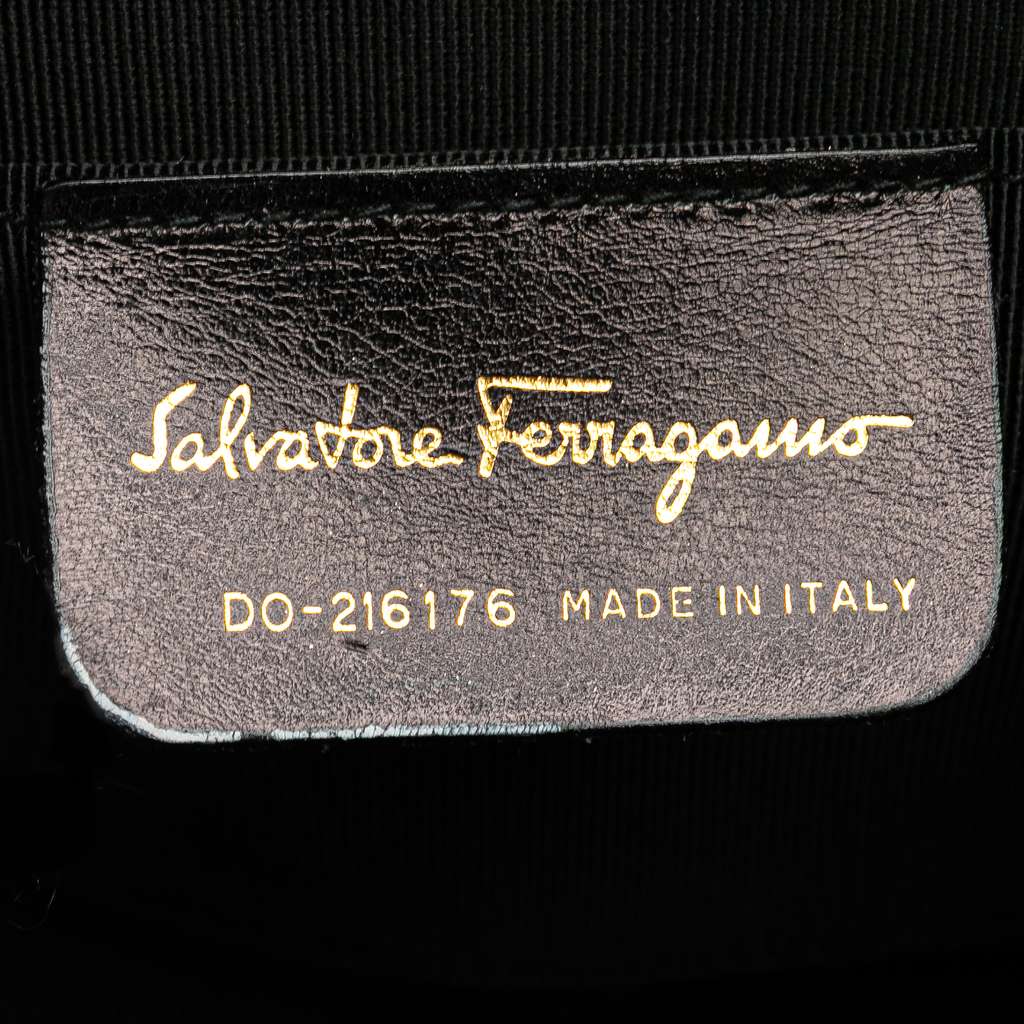 Salvatore Ferragamo
DO-216176 MADE IN ITALY